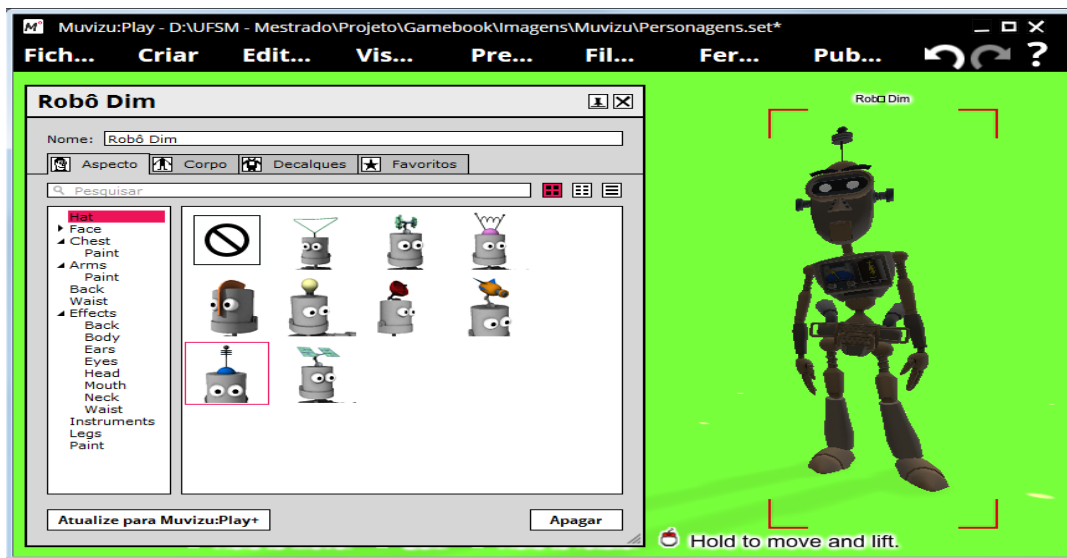 Muvizu:Play - D:\UFSM - Mestrado\Projeto\Gamebook\Imagens\Muvizu\Personagens.set*
Fich... Criar Edit... Vis... Pre... Fil... Fer... Pub... ?
Robô Dim
Nome: Robô Dim
Aspecto Corpo Decalques Favoritos
Pesquisar
Hat
Face
Chest
Paint
Arms
Paint
Back
Waist
Effects
Back
Body
Ears
Eyes
Head
Mouth
Neck
Waist
Instruments
Legs
Paint
Atualize para Muvizu:Play+
Apagar
Rob□ Dim
Hold to move and lift.